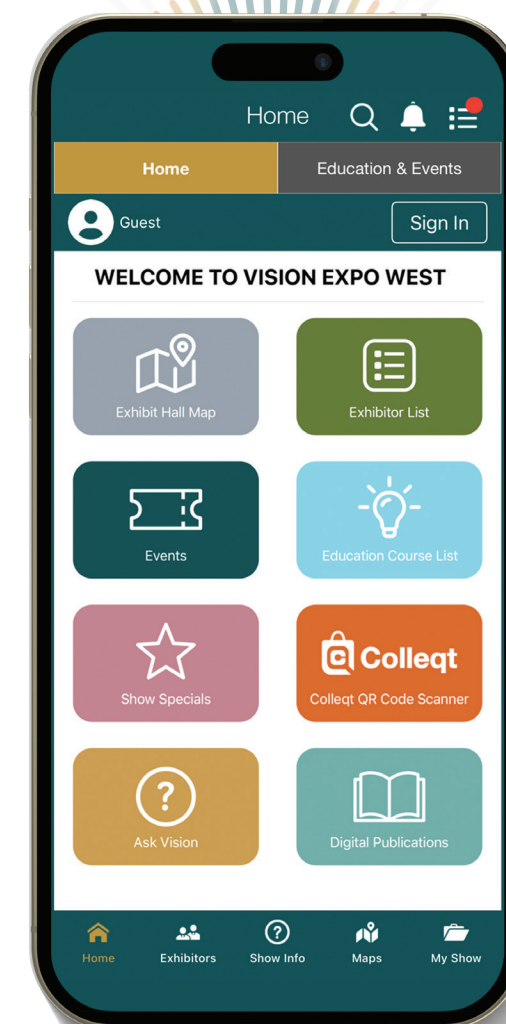 Home
Home
Education & Events
Guest
Sign In
WELCOME TO VISION EXPO WEST
Exhibit Hall Map
Exhibitor List
Events
Education Course List
Show Specials
Colleqt
Colleqt QR Code Scanner
?
Ask Vision
Digital Publications
?
Home
Exhibitors
Show Info
Maps
My Show